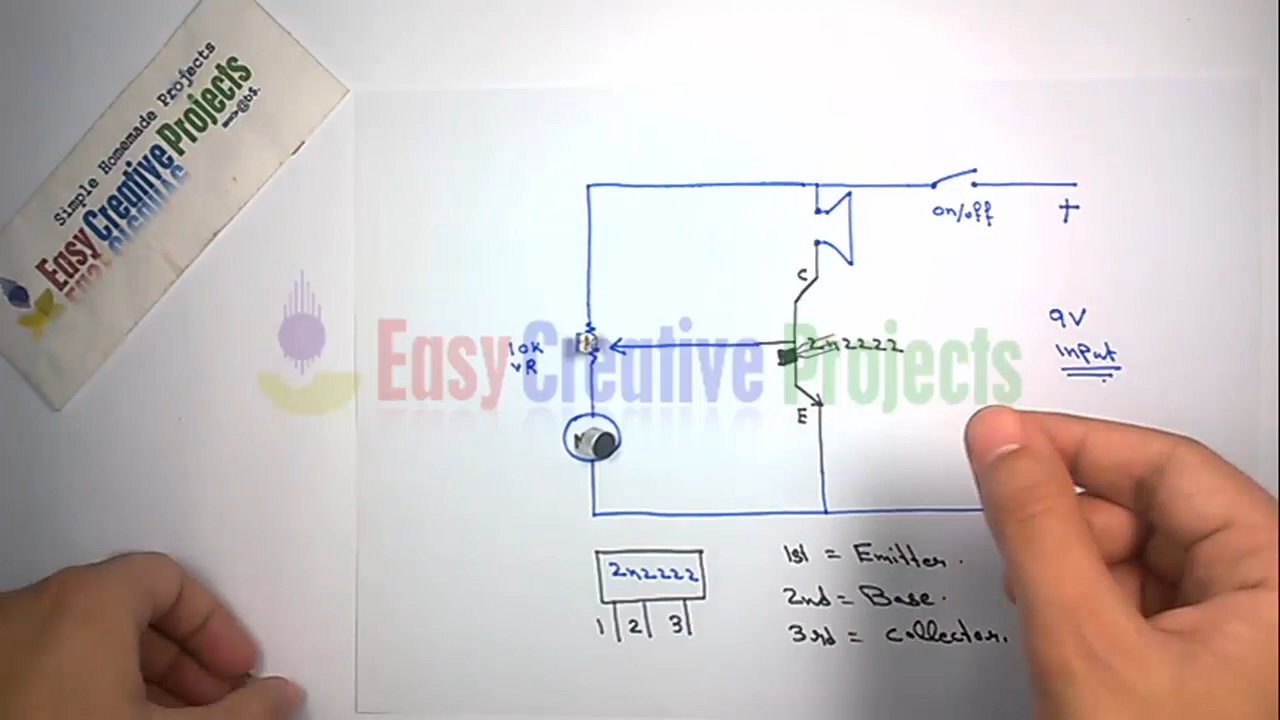 Simple Homemade Projects
Easy Creative Projects
Easy Creative Projects
on/off
+
C
10K
VR
2n2222
E
9V
Input
2n2222
1 2 3
1st = Emitter.
2nd = Base.
3rd = Collector.